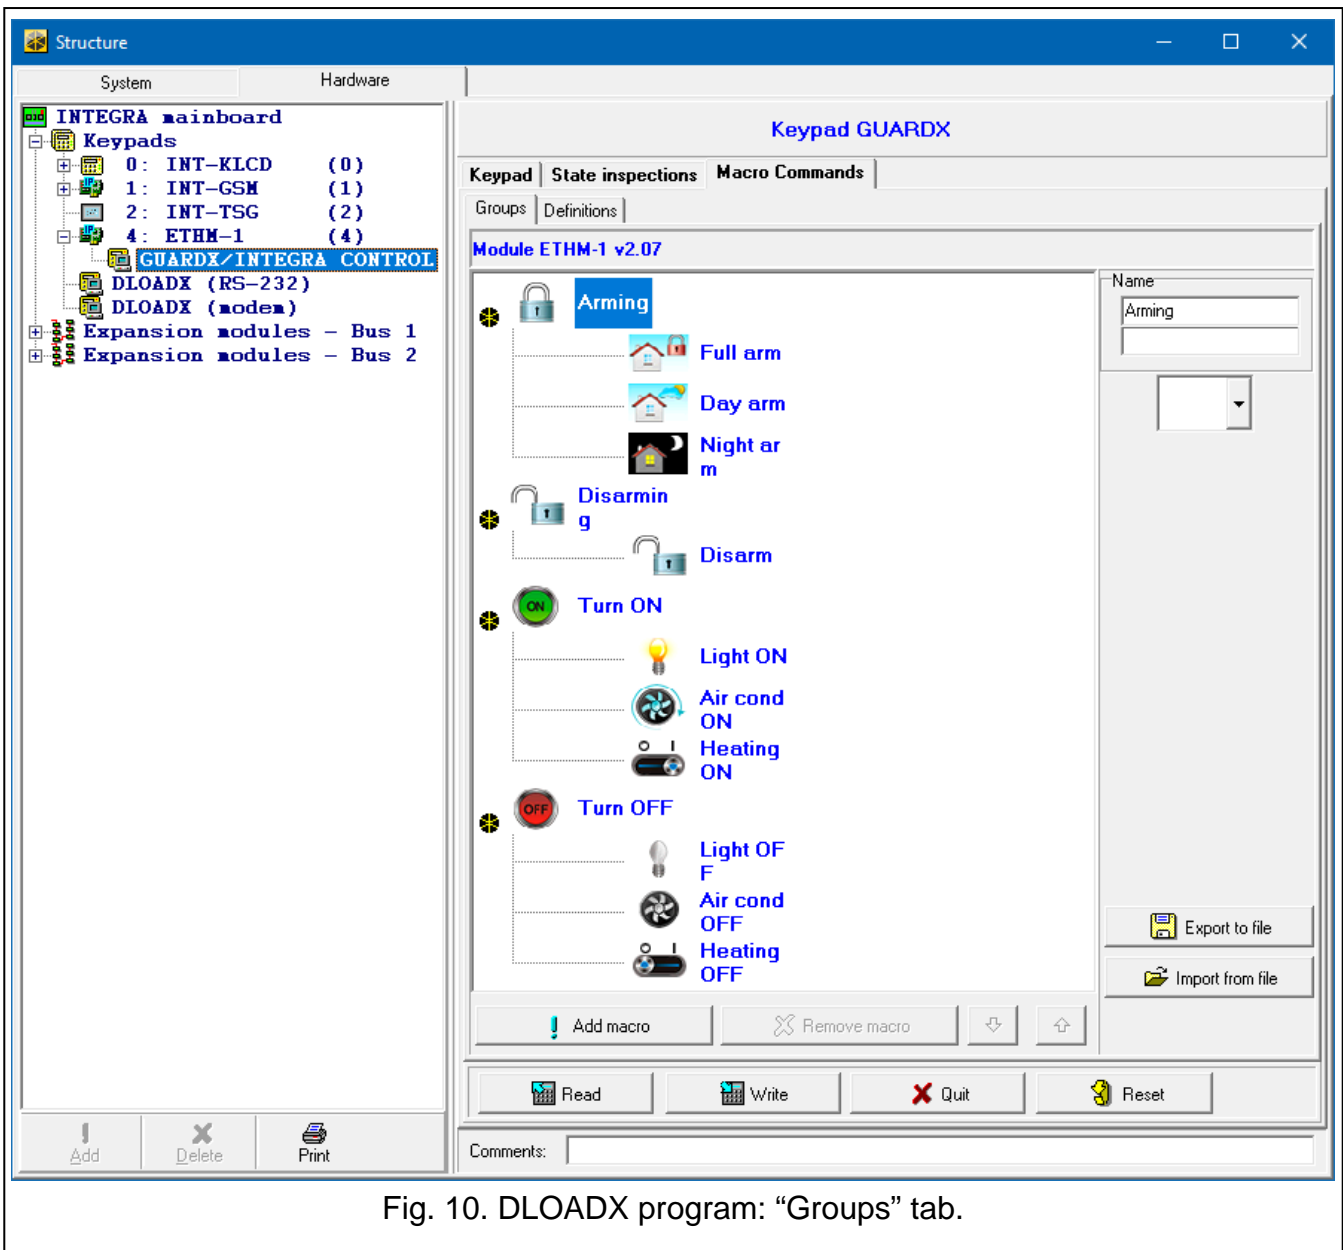 Structure
System
Hardware
INTEGRA mainboard
Keypads
0: INT-KLCD (0)
1: INT-GSM (1)
2: INT-TSG (2)
4: ETHM-1 (4)
GUARDX/INTEGRA CONTROL
DLOADX (RS-232)
DLOADX (modem)
Expansion modules - Bus 1
Expansion modules - Bus 2
Add
Delete
Print
Keypad GUARDX
Keypad
State inspections
Macro Commands
Groups
Definitions
Module ETHM-1 v2.07
Arming
Full arm
Day arm
Night ar
m
Disarmin
g
Disarm
ON
Turn ON
Light ON
Air cond
ON
Heating
ON
OFF
Turn OFF
Light OF
F
Air cond
OFF
Heating
OFF
Name
Arming
Export to file
Import from file
Add macro
Remove macro
Read
Write
Quit
Reset
Comments:
Fig. 10. DLOADX program: “Groups” tab.